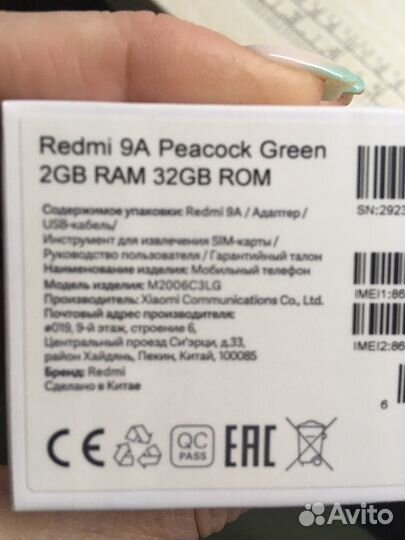 Redmi 9A Peacock Green
2GB RAM 32GB ROM
Содержимое упаковки: Redmi 9A / Адаптер /
USB-кабель/
Инструмент для извлечения SIM-карты /
Руководство пользователя / Гарантийный талон
Наименование изделия: Мобильный телефон
Модель изделия: M2006C3LG
Производитель: Xiaomi Communications Co., Ltd.
Почтовый адрес производителя:
#019, 9-й этаж, строение 6,
Центральный проезд Си'эрци, д.33,
район Хайдянь, Пекин, Китай, 100085
Бренд: Redmi
Сделано в Китае
SN:2923
IMEI1:86
IMEI2:86
6
CE
QC
PASS
EAC
Avito